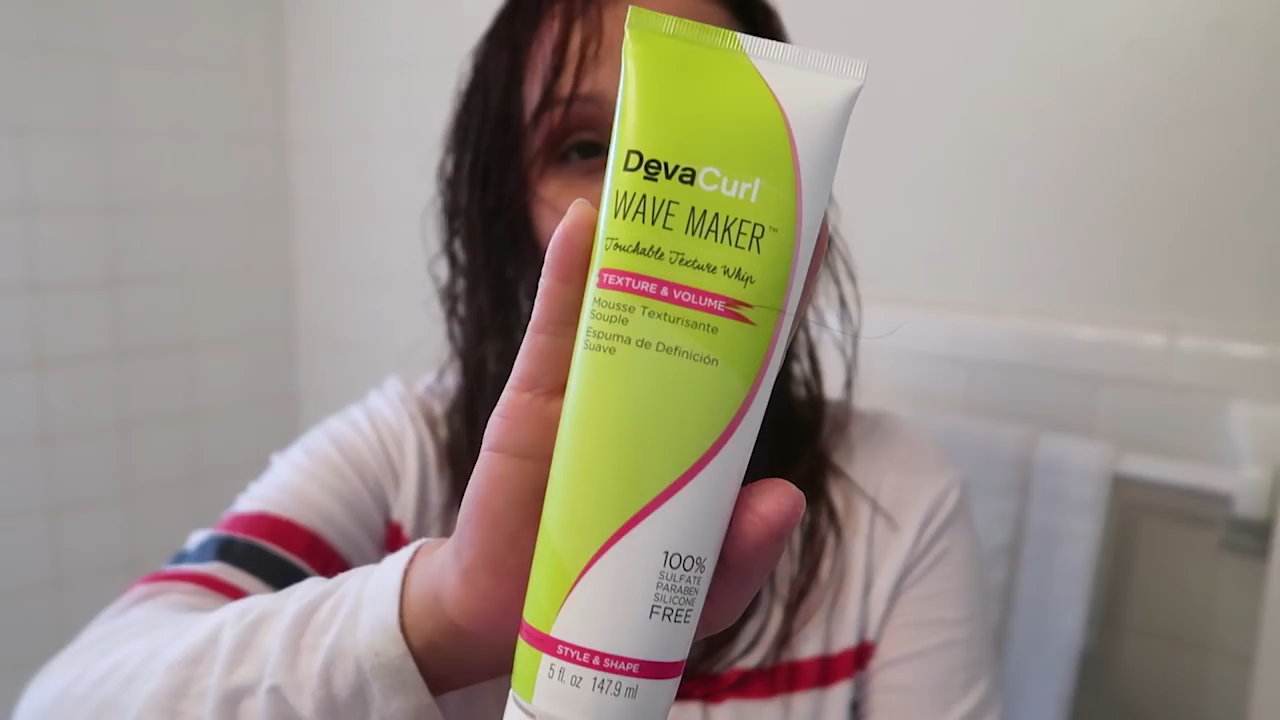 DevaCurl
WAVE MAKER™
Touchable Texture Whip
TEXTURE & VOLUME
Mousse Texturisante
Souple
Espuma de Definición
Suave
100%
SULFATE
PARABEN
SILICONE
FREE
STYLE & SHAPE
5 fl. oz 147.9 ml